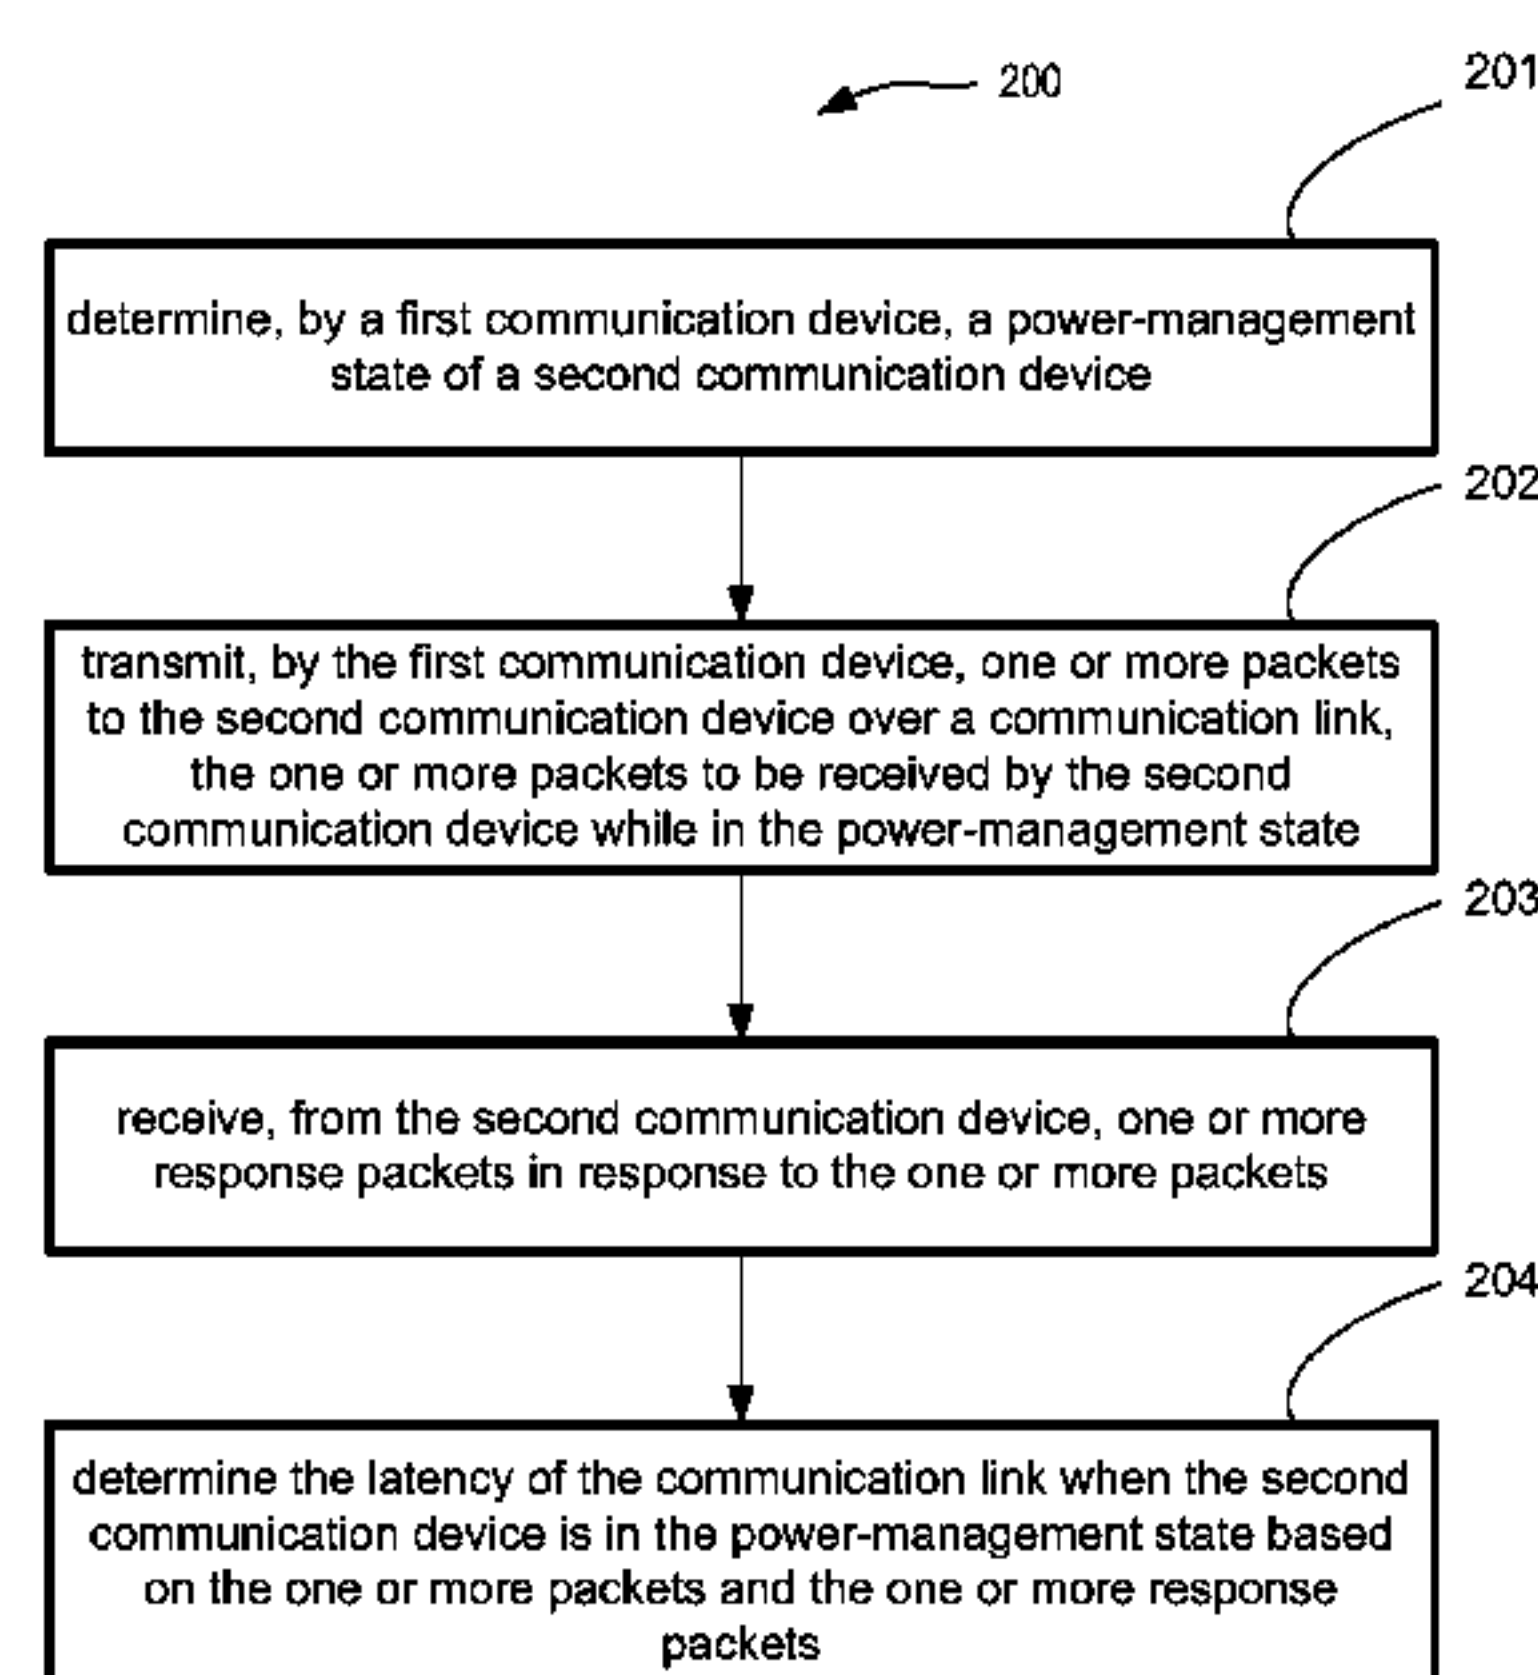 200
201
determine, by a first communication device, a power-management
state of a second communication device
202
transmit, by the first communication device, one or more packets
to the second communication device over a communication link,
the one or more packets to be received by the second
communication device while in the power-management state
203
receive, from the second communication device, one or more
response packets in response to the one or more packets
204
determine the latency of the communication link when the second
communication device is in the power-management state based
on the one or more packets and the one or more response
packets